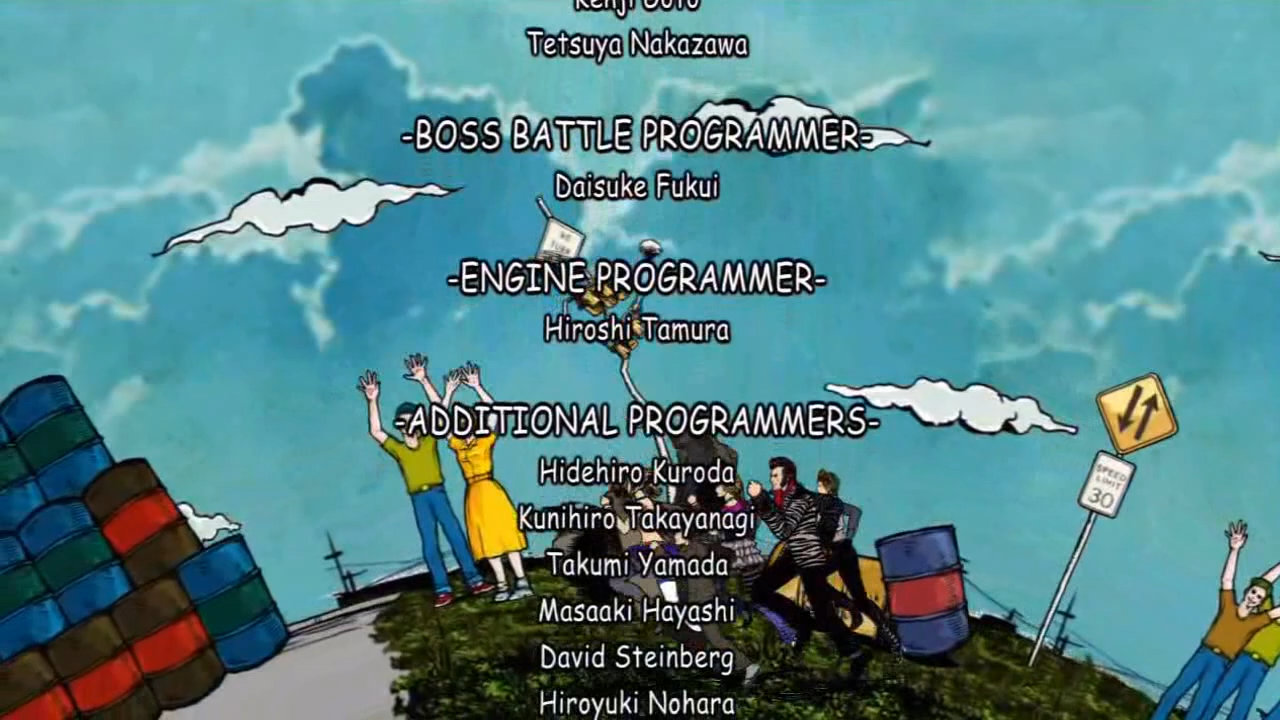 Tetsuya Nakazawa
-BOSS BATTLE PROGRAMMER-
Daisuke Fukui
-ENGINE PROGRAMMER-
Hiroshi Tamura
-ADDITIONAL PROGRAMMERS-
Hidehiro Kuroda
SPEED
LIMIT
30
Kunihiro Takayanagi
Takumi Yamada
Masaaki Hayashi
David Steinberg
Hiroyuki Nohara